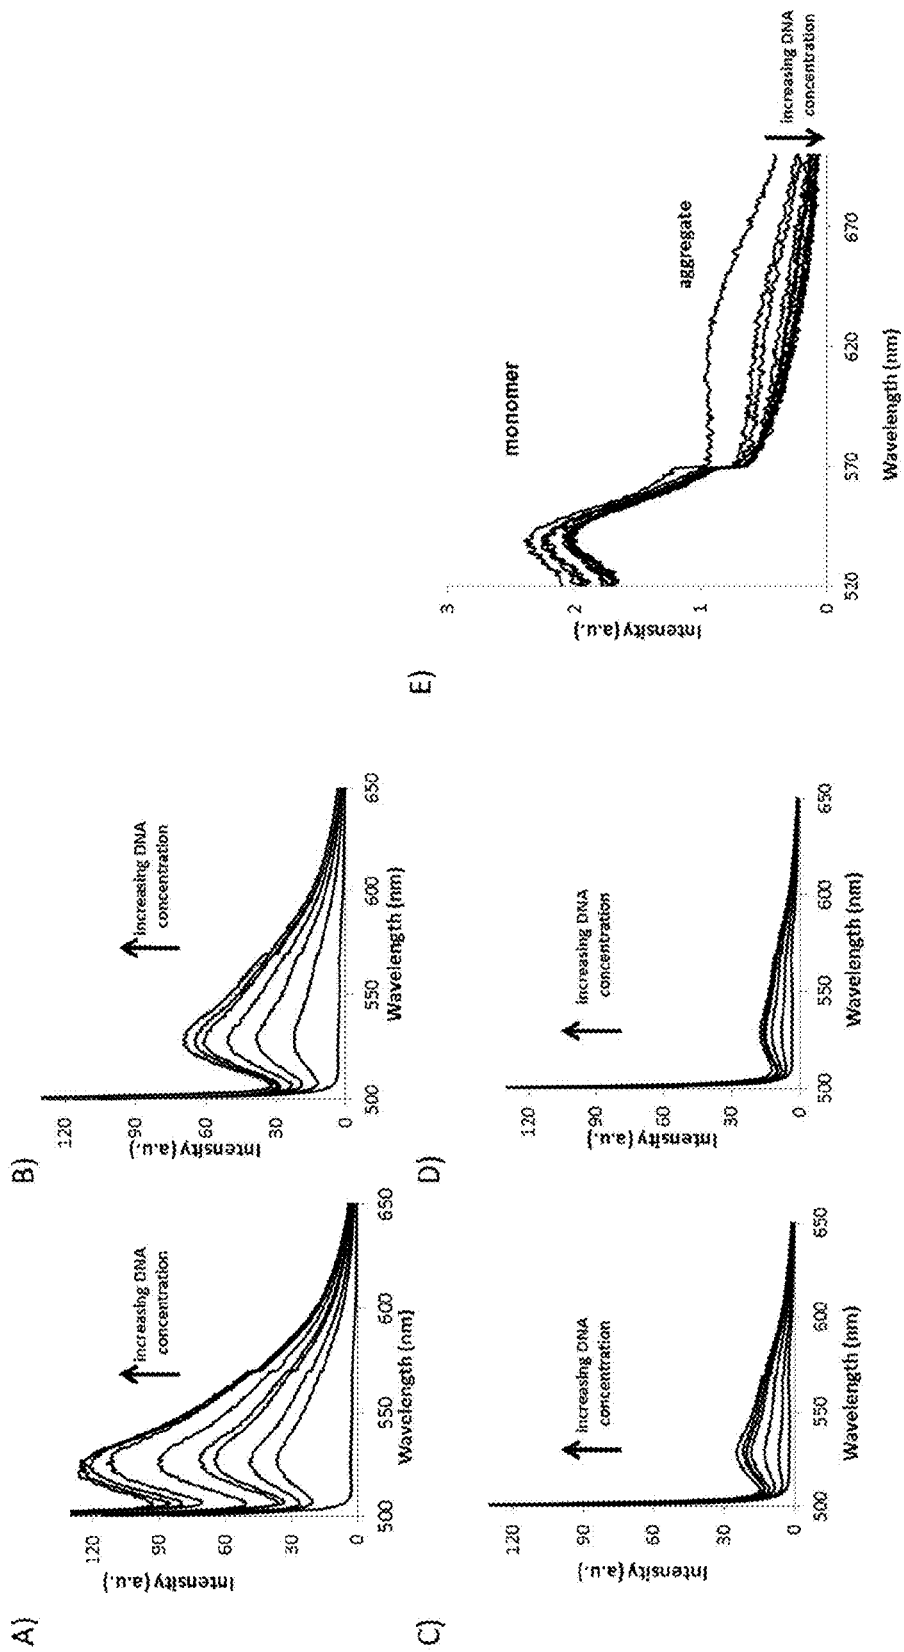 A)
Intensity (a.u.)
120
90
60
30
0
increasing DNA
concentration
500
550
600
650
Wavelength (nm)
B)
Intensity (a.u.)
120
90
60
30
0
increasing DNA
concentration
500
550
600
650
Wavelength (nm)
C)
Intensity (a.u.)
120
90
60
30
0
increasing DNA
concentration
500
550
600
650
Wavelength (nm)
D)
Intensity (a.u.)
120
90
60
30
0
increasing DNA
concentration
500
550
600
650
Wavelength (nm)
E)
Intensity (a.u.)
3
2
1
0
monomer
aggregate
increasing DNA
concentration
520
570
620
670
Wavelength (nm)